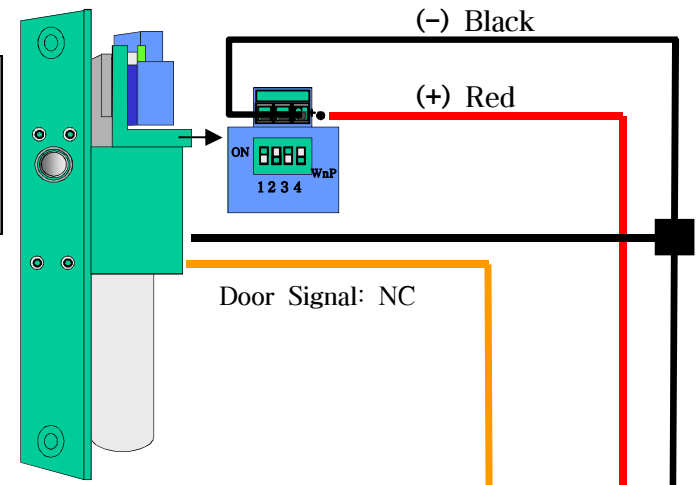 (-) Black
(+) Red
+
ON
WnP
1 2 3 4
Door Signal: NC